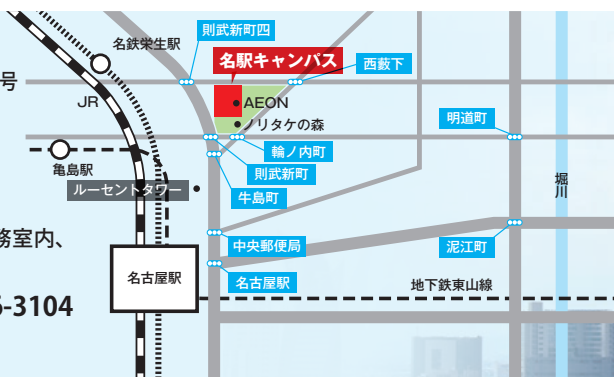 則武新町四
名鉄栄生駅
名駅キャンパス
西薮下
号
JR
AEON
ノリタケの森
明道町
輪ノ内町
亀島駅
則武新町
ルーセントタワー
牛島町
堀川
務室内、
中央郵便局
泥江町
名古屋駅
名古屋駅
地下鉄東山線
6-3104